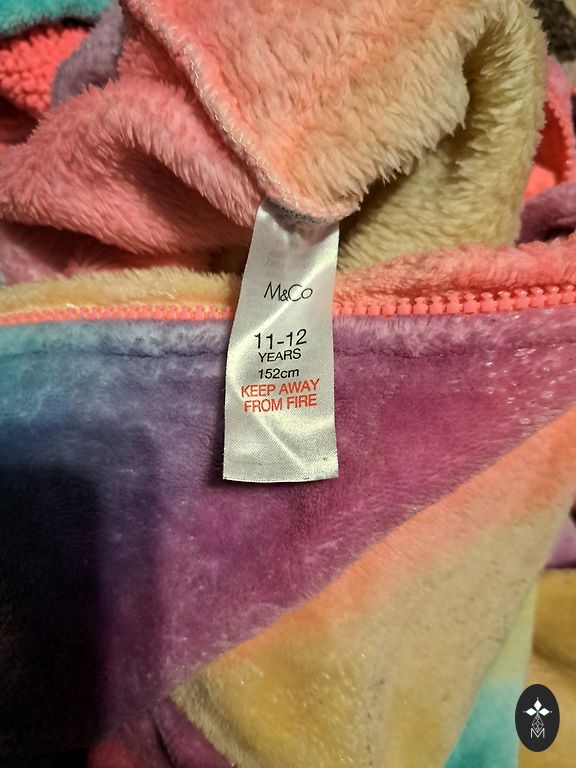 M&Co
11-12
YEARS
152cm
KEEP AWAY
FROM FIRE
M